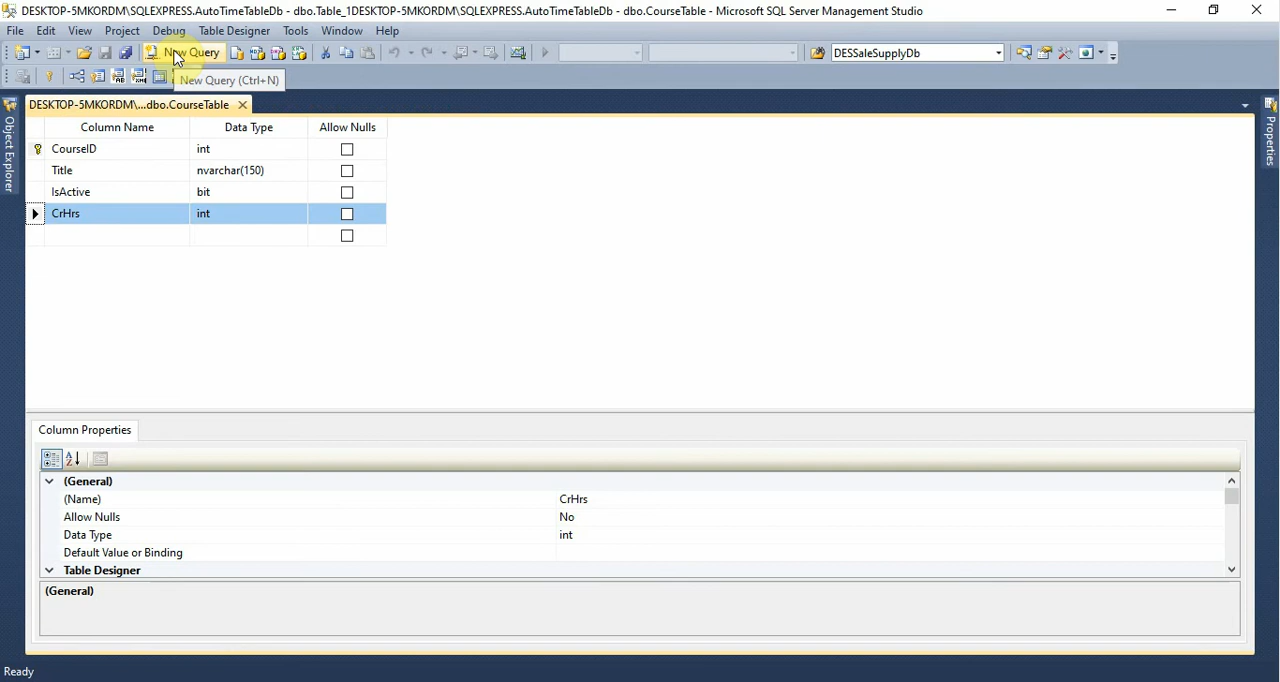 DESKTOP-5MKORDM\SQLEXPRESS.AutoTimeTableDb - dbo.Table_1DESKTOP-5MKORDM\SQLEXPRESS.AutoTimeTableDb - dbo.CourseTable - Microsoft SQL Server Management Studio
File Edit View Project Debug Table Designer Tools Window Help
New Query DESSaleSupplyDb
New Query (Ctrl+N)
DESKTOP-5MKORDM\...dbo.CourseTable
Object Explorer
Properties
Column Name Data Type Allow Nulls
CourseID int
Title nvarchar(150)
IsActive bit
CrHrs int
Column Properties
(General)
(Name) CrHrs
Allow Nulls No
Data Type int
Default Value or Binding
Table Designer
(General)
Ready